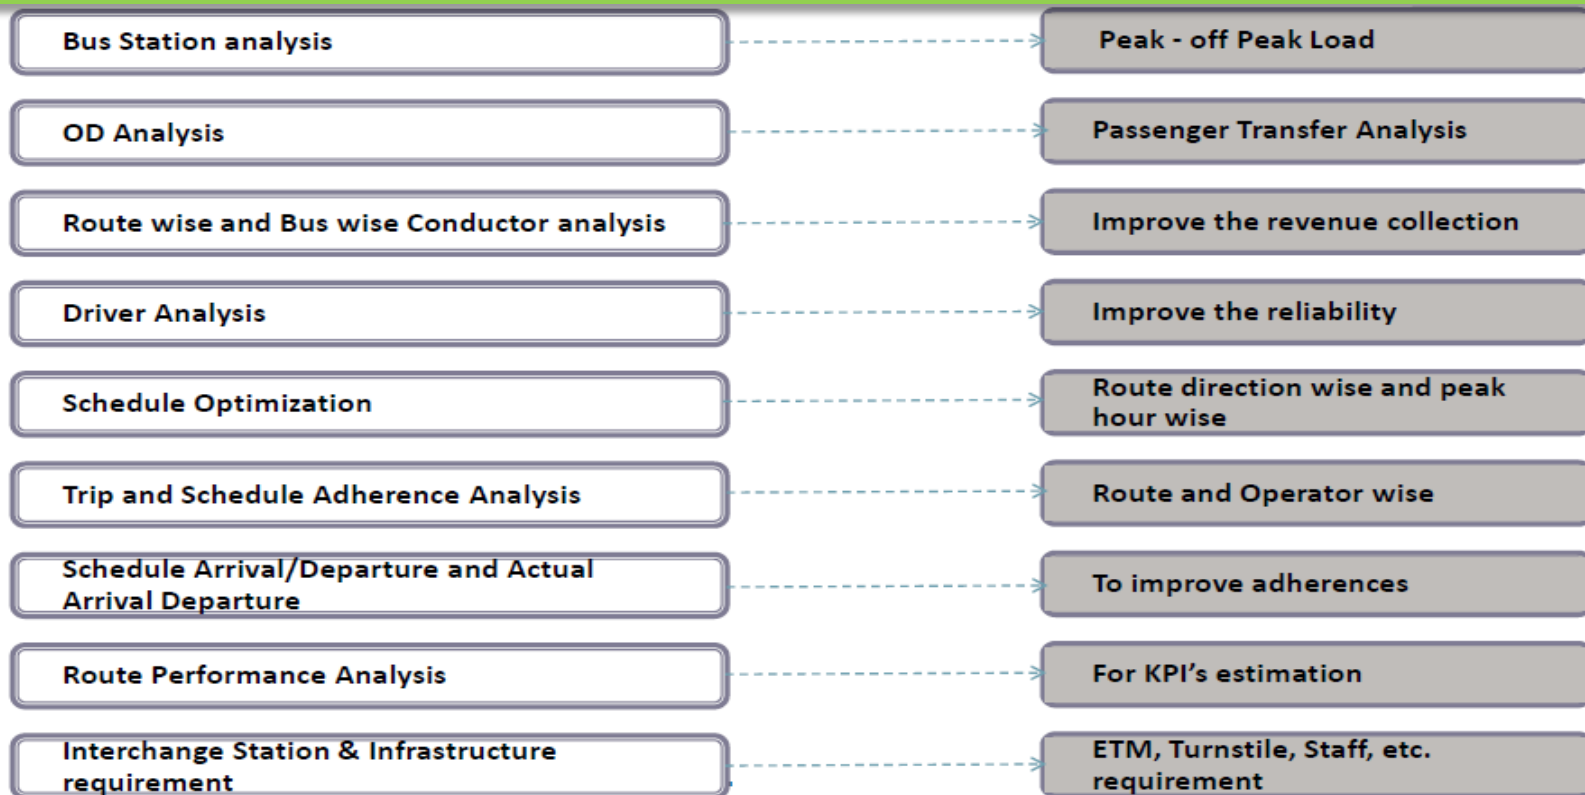 Bus Station analysis
Peak - off Peak Load
OD Analysis
Passenger Transfer Analysis
Route wise and Bus wise Conductor analysis
Improve the revenue collection
Driver Analysis
Improve the reliability
Schedule Optimization
Route direction wise and peak
hour wise
Trip and Schedule Adherence Analysis
Route and Operator wise
Schedule Arrival/Departure and Actual
Arrival Departure
To improve adherences
Route Performance Analysis
For KPI's estimation
Interchange Station & Infrastructure
requirement
ETM, Turnstile, Staff, etc.
requirement